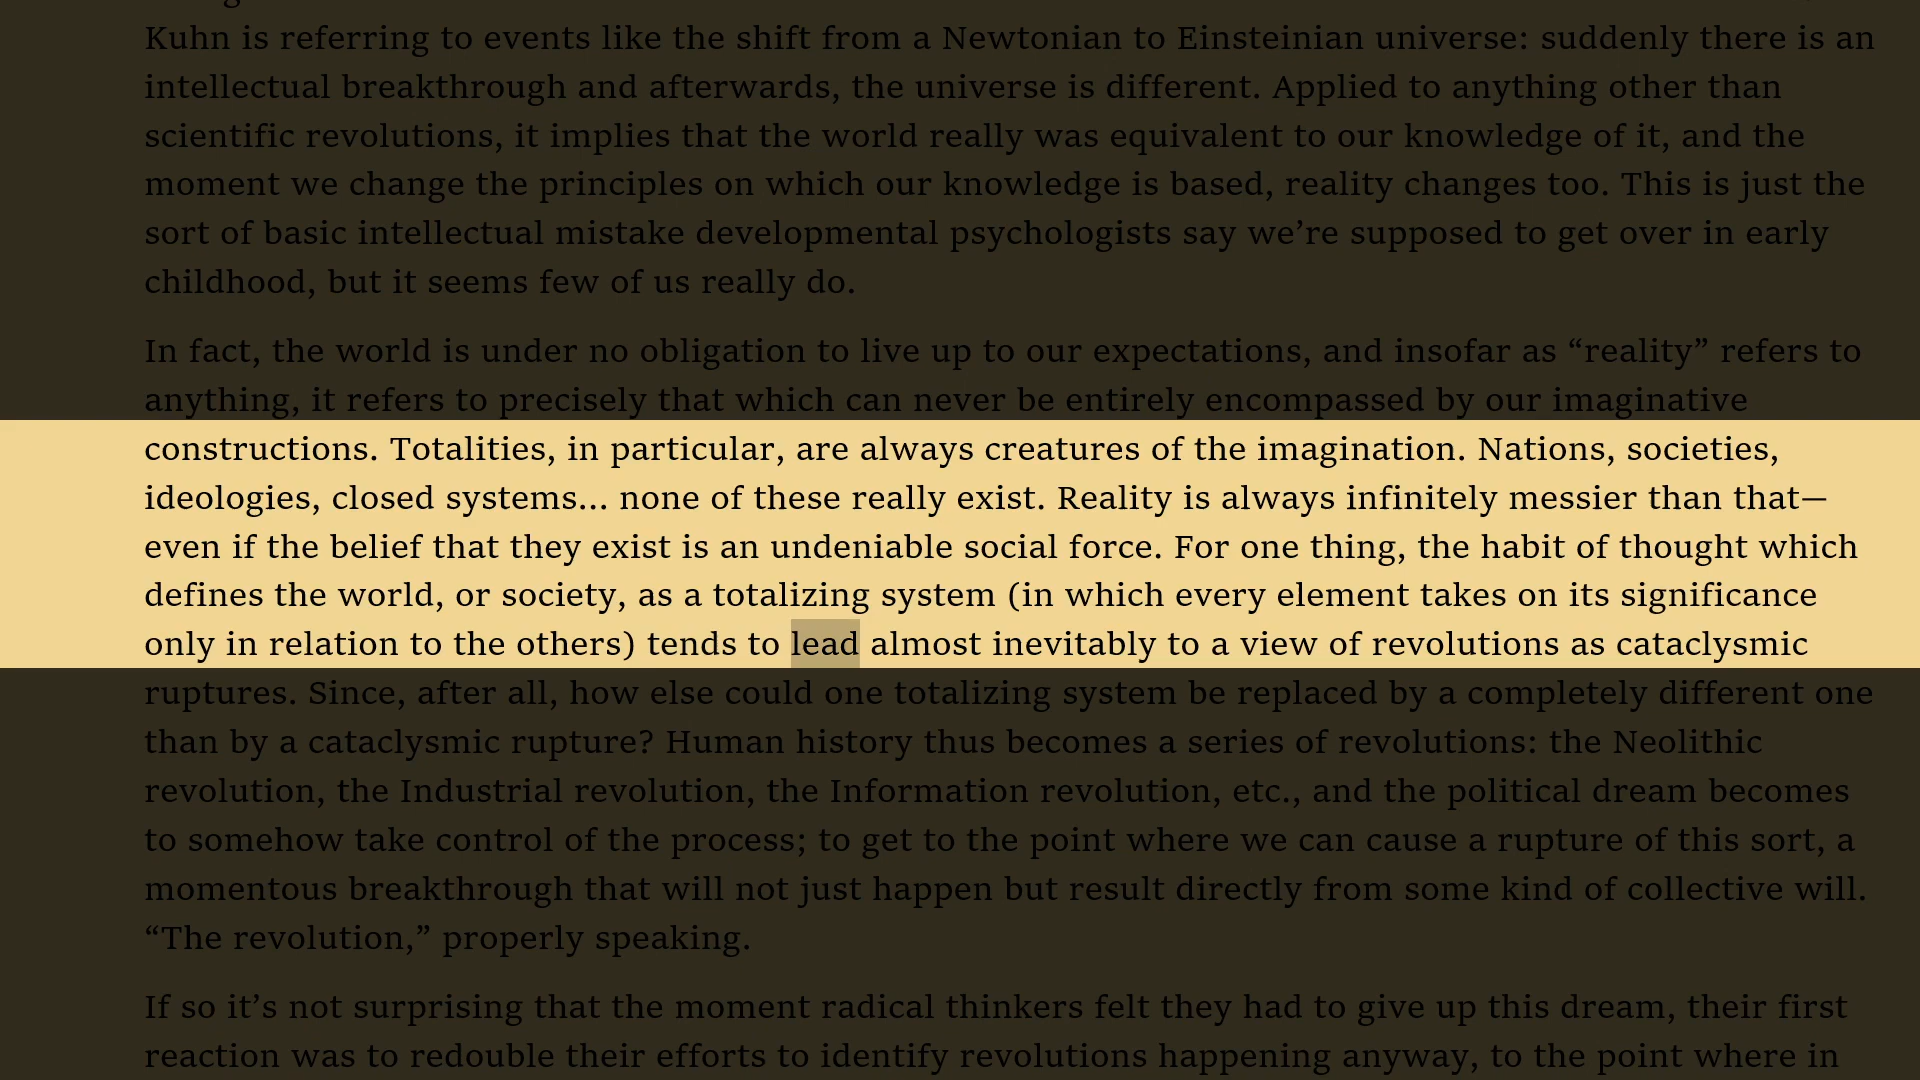 Kuhn is referring to events like the shift from a Newtonian to Einsteinian universe: suddenly there is an
intellectual breakthrough and afterwards, the universe is different. Applied to anything other than
scientific revolutions, it implies that the world really was equivalent to our knowledge of it, and the
moment we change the principles on which our knowledge is based, reality changes too. This is just the
sort of basic intellectual mistake developmental psychologists say we’re supposed to get over in early
childhood, but it seems few of us really do.
In fact, the world is under no obligation to live up to our expectations, and insofar as “reality” refers to
anything, it refers to precisely that which can never be entirely encompassed by our imaginative
constructions. Totalities, in particular, are always creatures of the imagination. Nations, societies,
ideologies, closed systems... none of these really exist. Reality is always infinitely messier than that—
even if the belief that they exist is an undeniable social force. For one thing, the habit of thought which
defines the world, or society, as a totalizing system (in which every element takes on its significance
only in relation to the others) tends to lead almost inevitably to a view of revolutions as cataclysmic
ruptures. Since, after all, how else could one totalizing system be replaced by a completely different one
than by a cataclysmic rupture? Human history thus becomes a series of revolutions: the Neolithic
revolution, the Industrial revolution, the Information revolution, etc., and the political dream becomes
to somehow take control of the process; to get to the point where we can cause a rupture of this sort, a
momentous breakthrough that will not just happen but result directly from some kind of collective will.
“The revolution,” properly speaking.
If so it’s not surprising that the moment radical thinkers felt they had to give up this dream, their first
reaction was to redouble their efforts to identify revolutions happening anyway, to the point where in